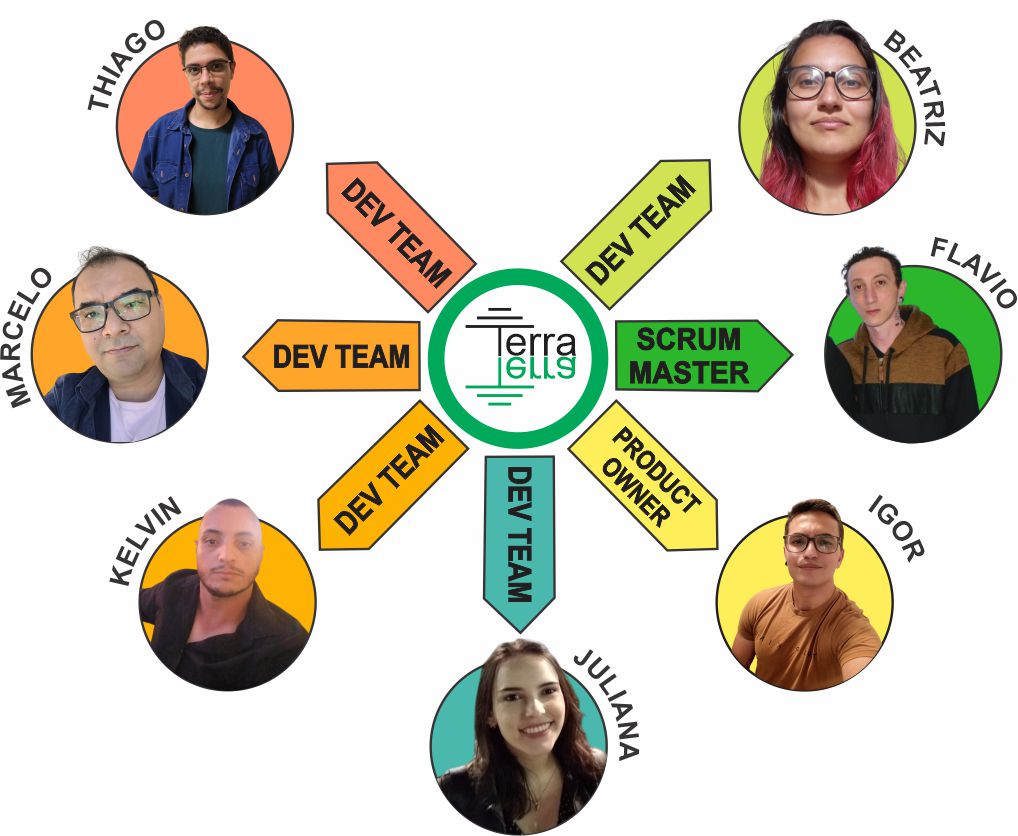 THIAGO
BEATRIZ
DEV TEAM
DEV TEAM
MARCELO
FLAVIO
DEV TEAM
Terra
Terra
SCRUM
MASTER
DEV TEAM
DEV TEAM
PRODUCT
OWNER
KELVIN
IGOR
JULIANA